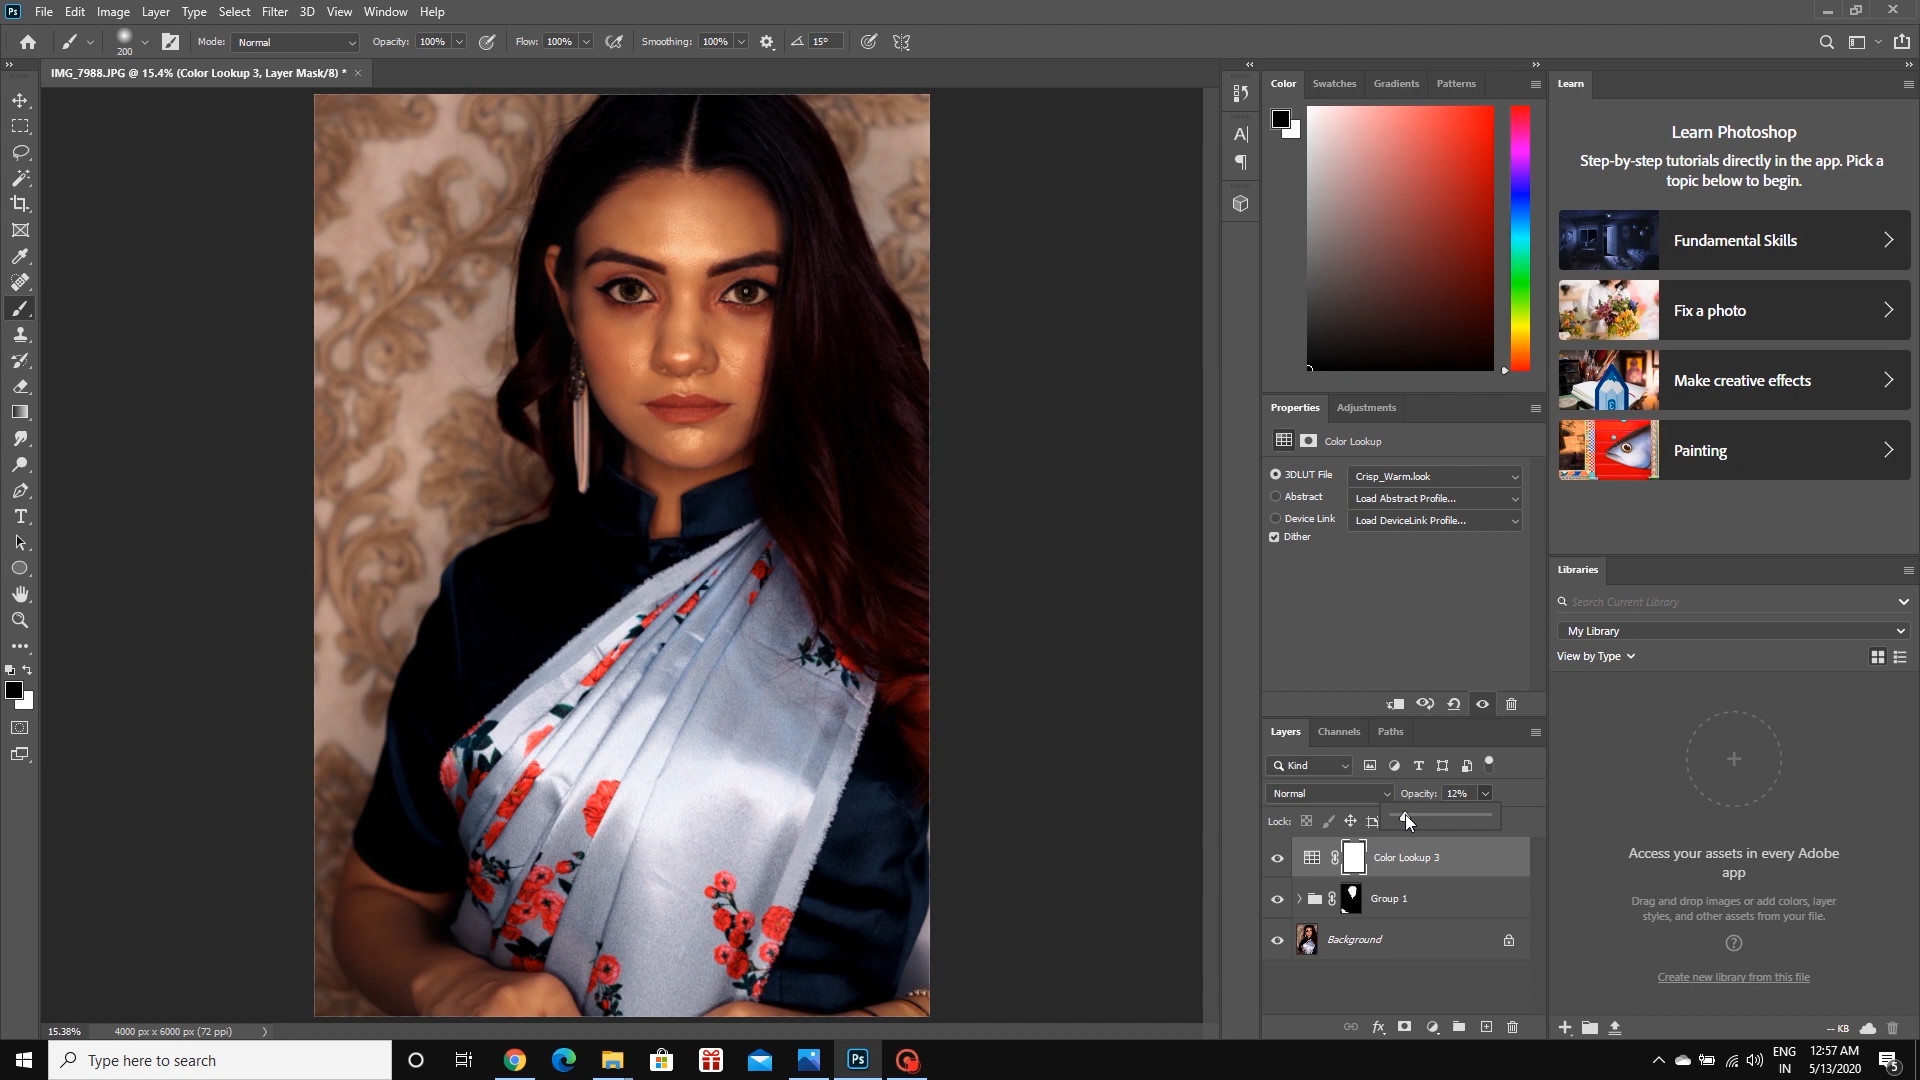 Ps File Edit Image Layer Type Select Filter 3D View Window Help
200 Mode: Normal Opacity: 100% Flow: 100% Smoothing: 100% 15°
IMG_7988.JPG @ 15.4% (Color Lookup 3, Layer Mask/8) * ×
Color Swatches Gradients Patterns
Learn
Learn Photoshop
Step-by-step tutorials directly in the app. Pick a
topic below to begin.
Fundamental Skills
Fix a photo
Make creative effects
Painting
Properties Adjustments
Color Lookup
3DLUT File Crisp_Warm.look
Abstract Load Abstract Profile...
Device Link Load DeviceLink Profile...
Dither
Libraries
Search Current Library
My Library
View by Type
Layers Channels Paths
Kind
Normal Opacity: 12%
Lock:
Color Lookup 3
Group 1
Background
Access your assets in every Adobe
app
Drag and drop images or add colors, layer
styles, and other assets from your file.
Create new library from this file
-- KB
15.38% 4000 px x 6000 px (72 ppi)
Type here to search
Ps
ENG
IN
12:57 AM
5/13/2020
5